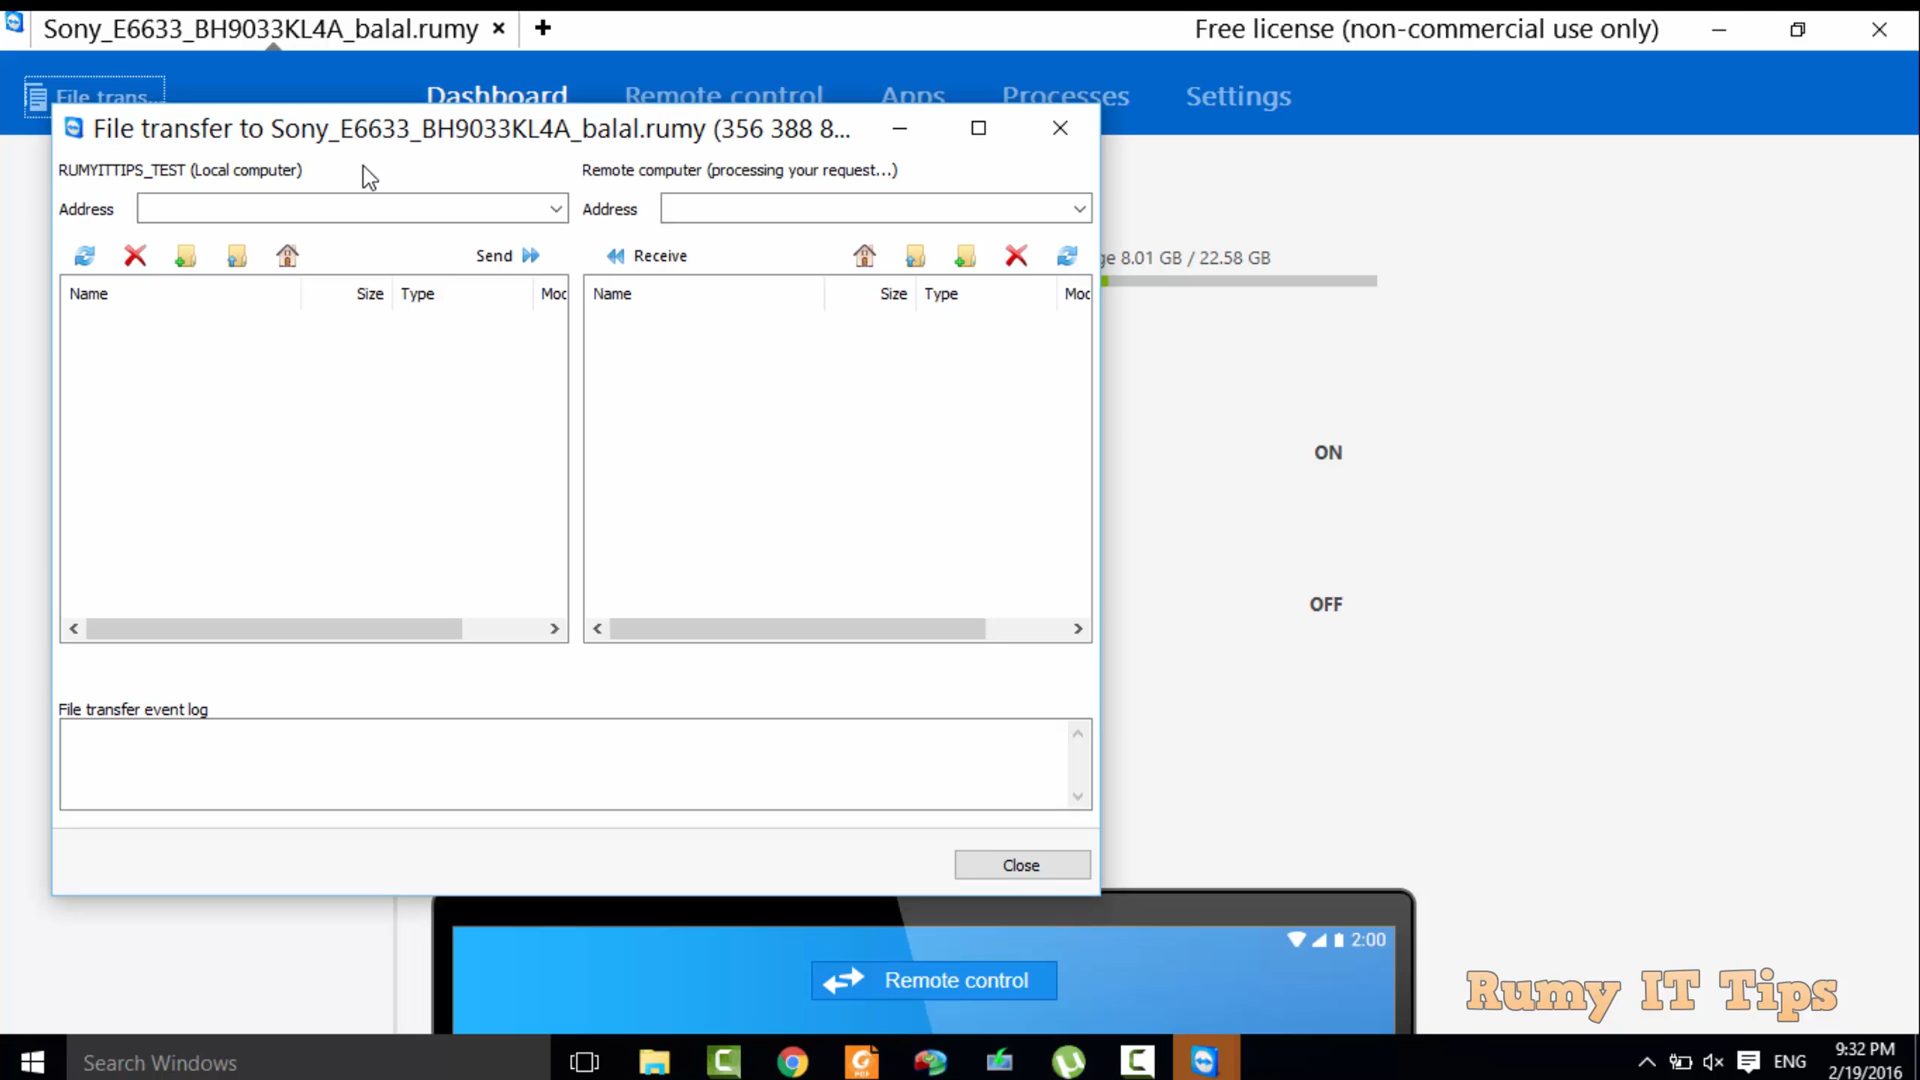 Sony_E6633_BH9033KL4A_balal.rumy
Free license (non-commercial use only)
File trans...
Dashboard
Remote control
Apps
Processes
Settings
File transfer to Sony_E6633_BH9033KL4A_balal.rumy (356 388 8...
RUMYITTIPS_TEST (Local computer)
Remote computer (processing your request...)
Address
Address
Send
Receive
ge 8.01 GB / 22.58 GB
Name
Size
Type
Mod
Name
Size
Type
Mod
ON
OFF
File transfer event log
Close
2:00
Remote control
Rumy IT Tips
Search Windows
ENG
9:32 PM
2/19/2016